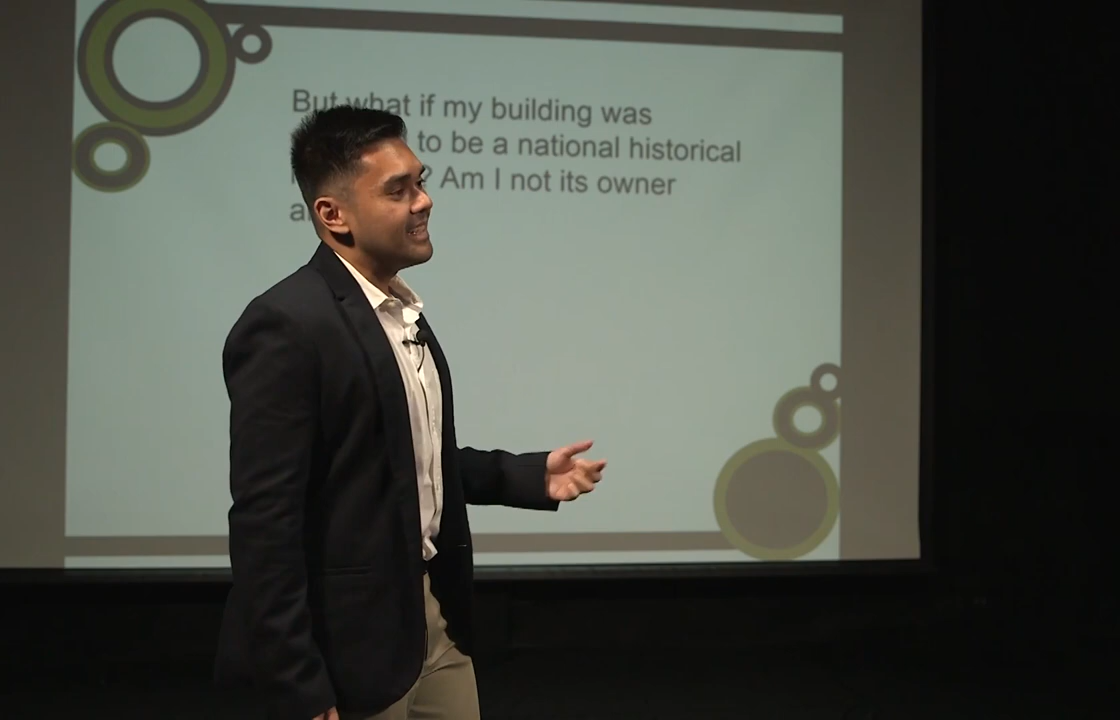 But what if my building was
to be a national historical
? Am I not its owner